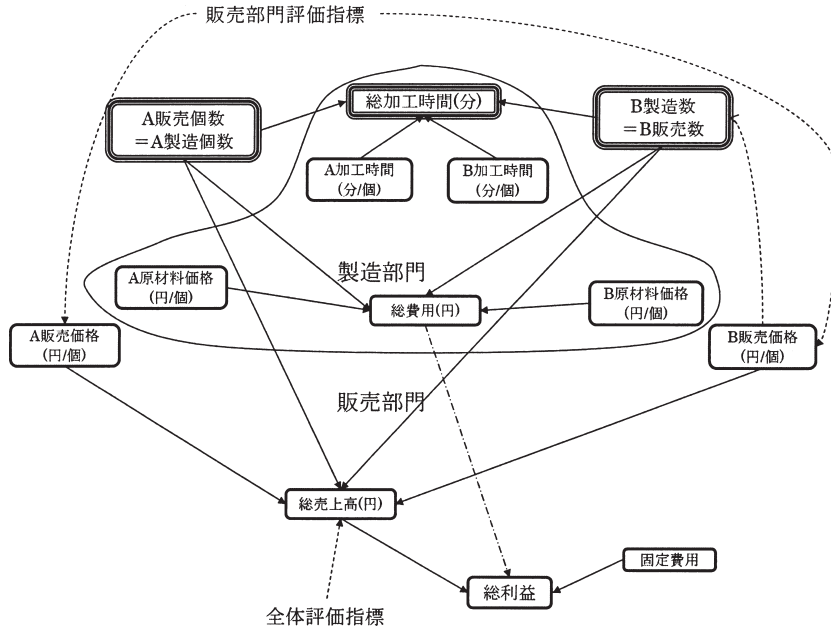 販売部門評価指標
A販売個数
=A製造個数
総加工時間(分)
B製造数
=B販売数
A加工時間
(分/個)
B加工時間
(分/個)
製造部門
A原材料価格
(円/個)
総費用(円)
B原材料価格
(円/個)
A販売価格
(円/個)
B販売価格
(円/個)
販売部門
総売上高(円)
固定費用
総利益
全体評価指標